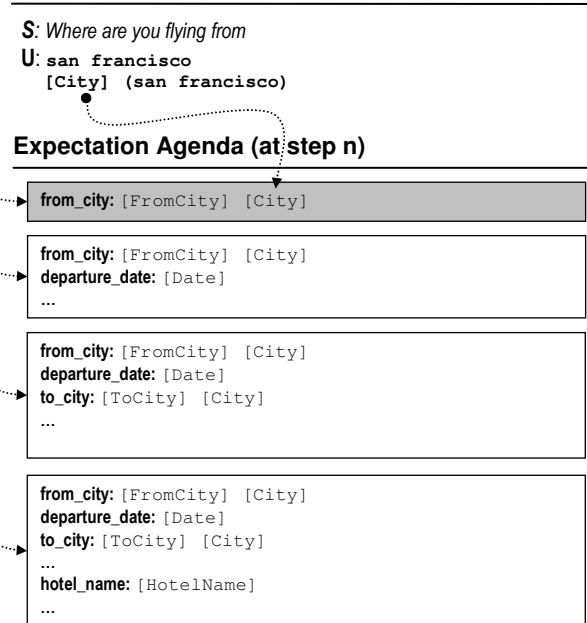 S: Where are you flying from
U: san francisco
[City] (san francisco)
Expectation Agenda (at step n)
from_city: [FromCity] [City]
from_city: [FromCity] [City]
departure_date: [Date]
…
from_city: [FromCity] [City]
departure_date: [Date]
to_city: [ToCity] [City]
…
from_city: [FromCity] [City]
departure_date: [Date]
to_city: [ToCity] [City]
…
hotel_name: [HotelName]
…